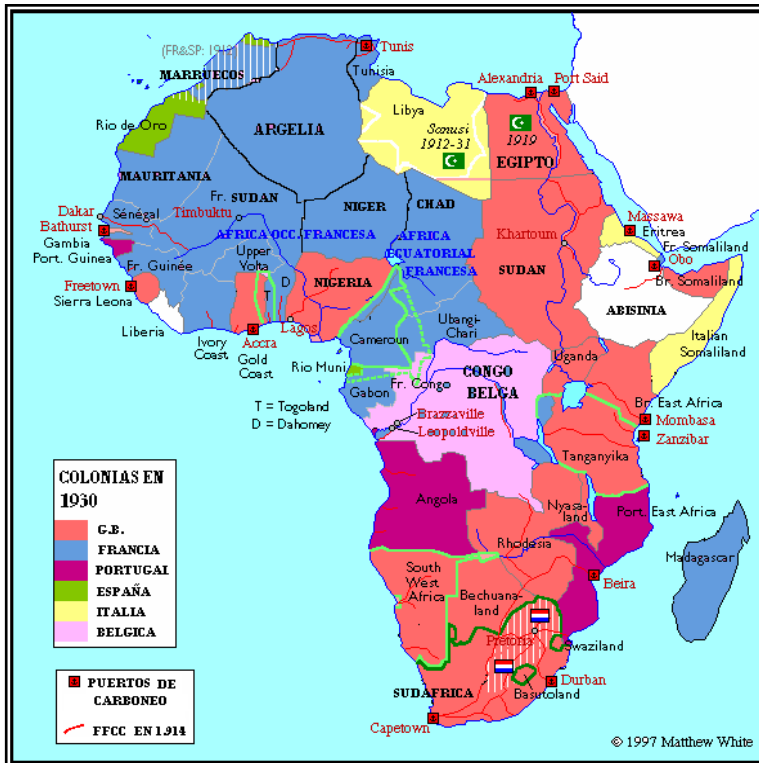 (FR&SP: 1912)
MARRUECOS
Tunis
Tunisia
Alexandria
Port Said
Rio de Oro
ARGELIA
Libya
Sanusi
1912-31
1919
EGIPTO
MAURITANIA
Fr. SUDAN
NIGER
CHAD
Dakar
Sénégal
Timbuktu
Bathurst
Gambia
Port. Guinea
AFRICA OCC. FRANCESA
AFRICA
ECUATORIAL
FRANCESA
Khartoum
SUDAN
Massawa
Eritrea
Fr. Somaliland
Obo
Br. Somaliland
Fr. Guinée
Upper
Volta
T
D
NIGERIA
Freetown
Sierra Leona
Liberia
Ivory
Coast
Accra
Gold
Coast
Lagos
Cameroun
Ubangi-
Chari
ABISINIA
Italian
Somaliland
Rio Muni
Gabon
Fr. Congo
CONGO
BELGA
Uganda
Br. East Africa
T = Togoland
D = Dahomey
Brazzaville
Leopoldville
Mombasa
Zanzibar
Tanganyika
Angola
Nyasa-
land
Port. East Africa
Rhodesia
Madagascar
South
West
Africa
Bechuana-
land
Beira
Pretoria
Swaziland
SUDAFRICA
Basutoland
Durban
Capetown
COLONIAS EN
1930
G.B.
FRANCIA
PORTUGAL
ESPAÑA
ITALIA
BELGICA
PUERTOS DE
CARBONEO
FFCC EN 1.914
© 1997 Matthew White